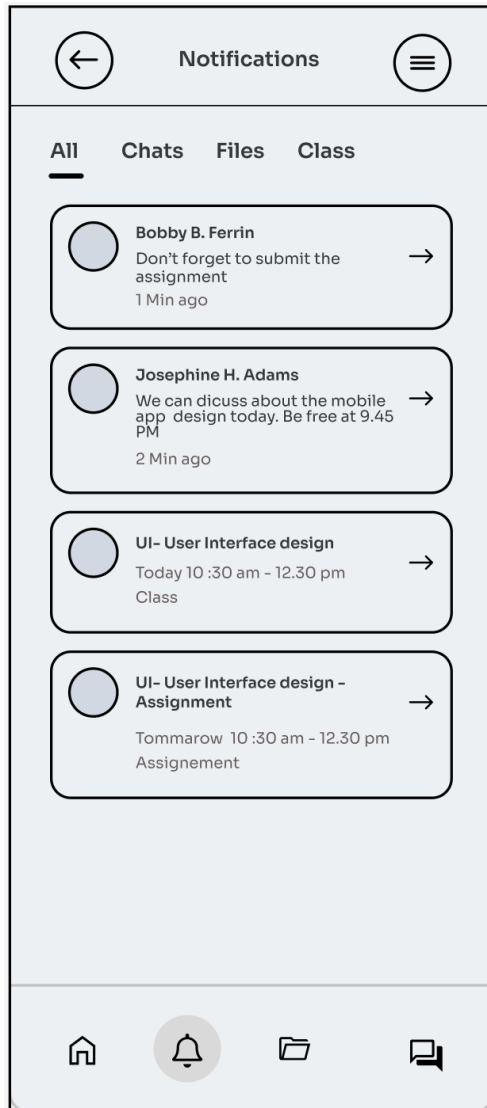 Notifications
All Chats Files Class
Bobby B. Ferrin
Don't forget to submit the
assignment
1 Min ago
Josephine H. Adams
We can dicuss about the mobile
app design today. Be free at 9.45
PM
2 Min ago
UI- User Interface design
Today 10 :30 am - 12.30 pm
Class
UI- User Interface design -
Assignment
Tommarow 10 :30 am - 12.30 pm
Assignement